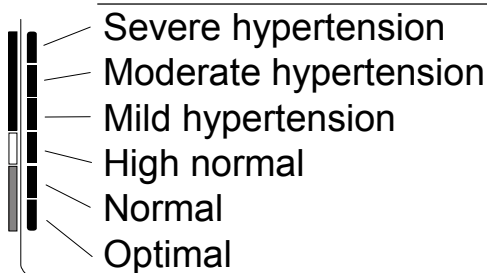 Severe hypertension
Moderate hypertension
Mild hypertension
High normal
Normal
Optimal